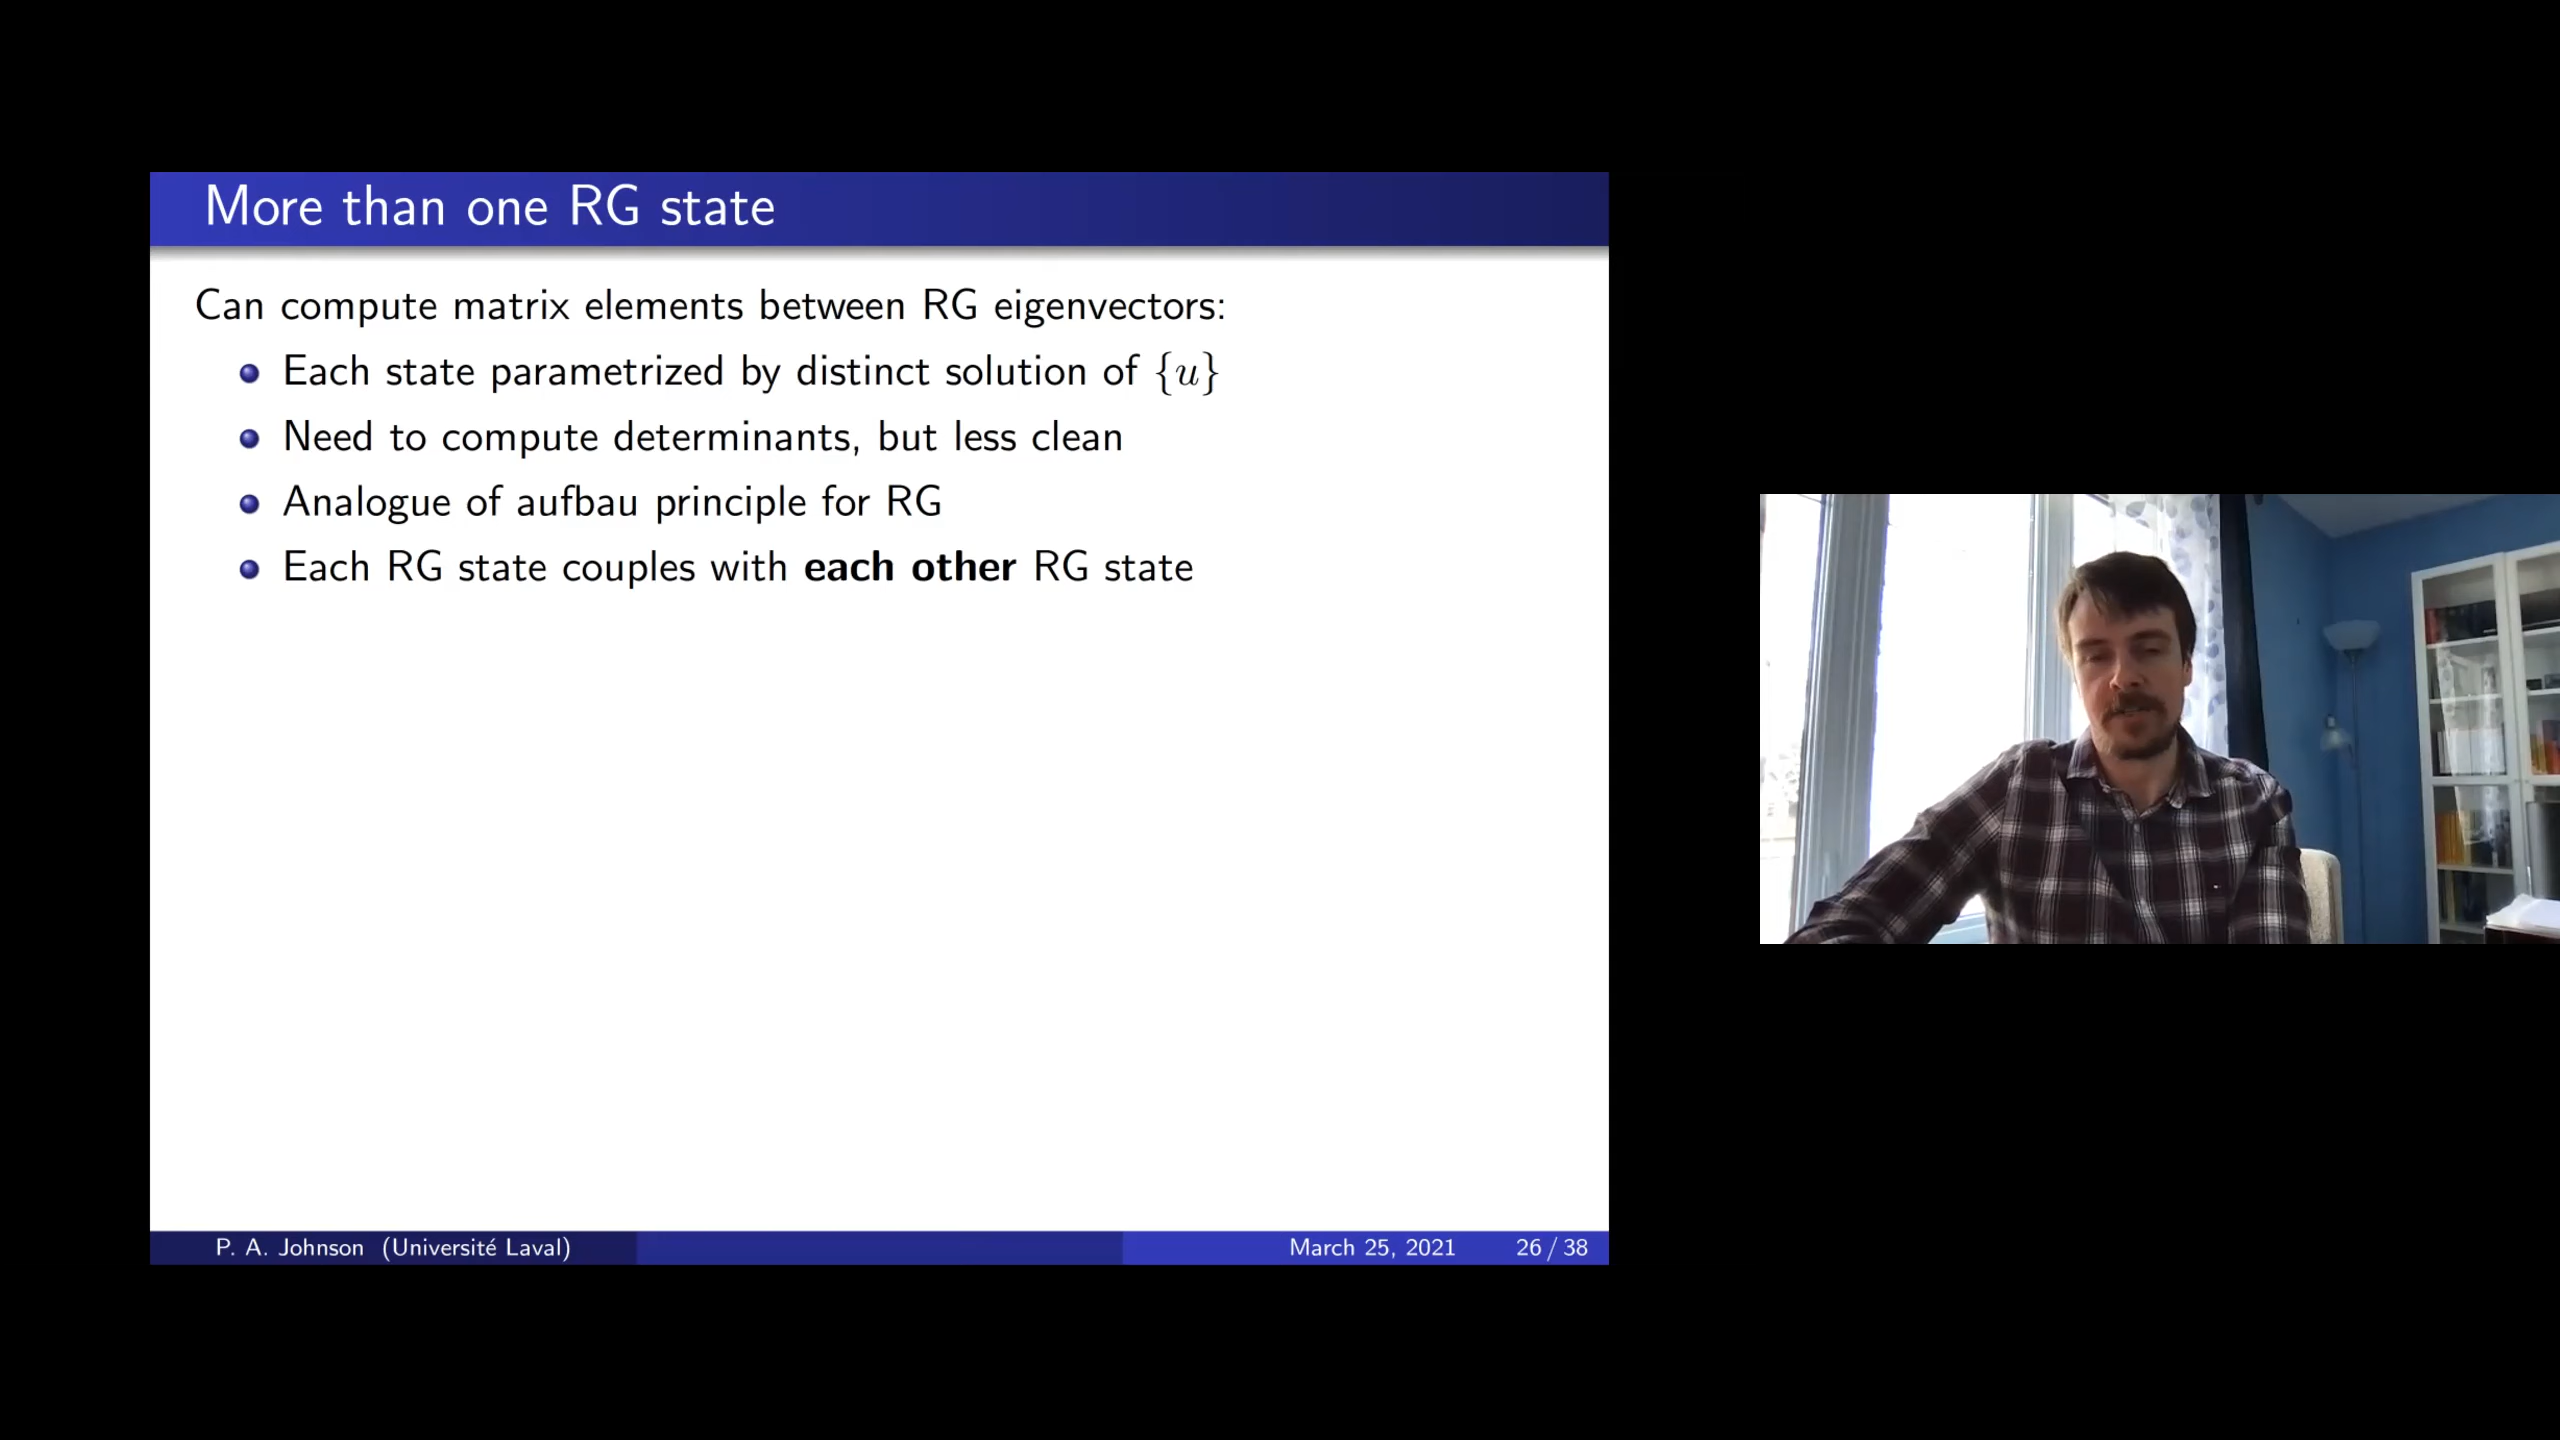 More than one RG state
Can compute matrix elements between RG eigenvectors:
Each state parametrized by distinct solution of {u}
Need to compute determinants, but less clean
Analogue of aufbau principle for RG
Each RG state couples with each other RG state
P. A. Johnson (Université Laval)
March 25, 2021
26 / 38